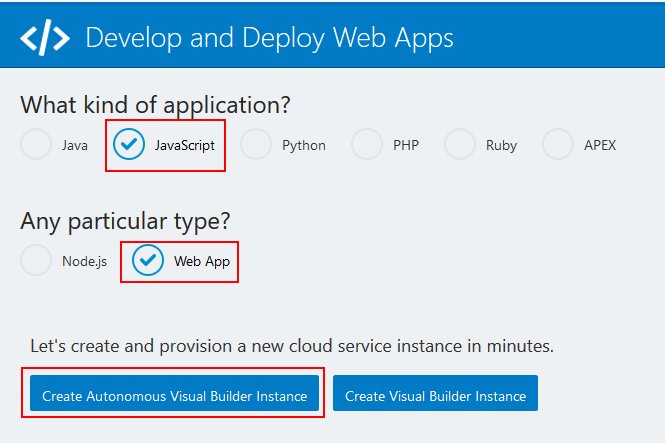 </> Develop and Deploy Web Apps
What kind of application?
Java JavaScript Python PHP Ruby APEX
Any particular type?
Node.js Web App
Let's create and provision a new cloud service instance in minutes.
Create Autonomous Visual Builder Instance Create Visual Builder Instance